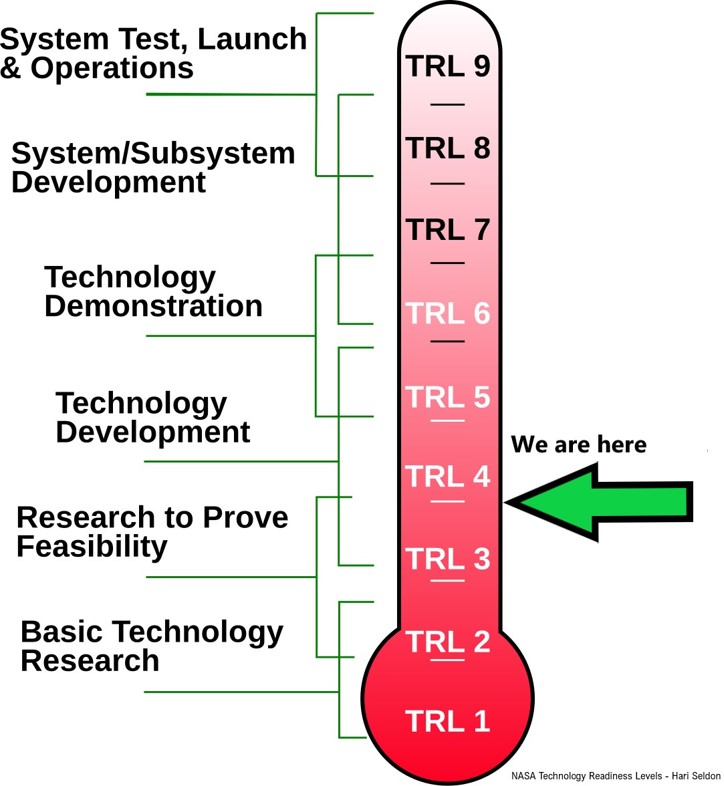 System Test, Launch
& Operations
System/Subsystem
Development
Technology
Demonstration
Technology
Development
Research to Prove
Feasibility
Basic Technology
Research
TRL 9
TRL 8
TRL 7
TRL 6
TRL 5
TRL 4
TRL 3
TRL 2
TRL 1
We are here
NASA Technology Readiness Levels - Hari Seldon